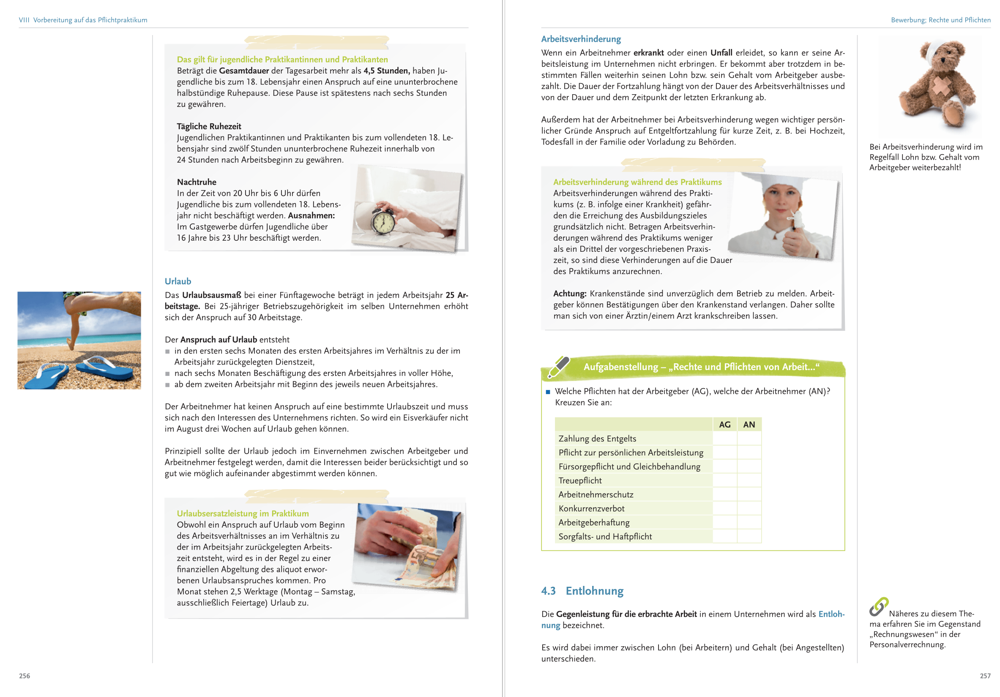 VIII Vorbereitung auf das Pflichtpraktikum
Das gilt für jugendliche Praktikantinnen und Praktikanten
Beträgt die Gesamtdauer der Tagesarbeit mehr als 4,5 Stunden, haben Ju-
gendliche bis zum 18. Lebensjahr einen Anspruch auf eine ununterbrochene
halbstündige Ruhepause. Diese Pause ist spätestens nach sechs Stunden
zu gewähren.
Tägliche Ruhezeit
Jugendlichen Praktikantinnen und Praktikanten bis zum vollendeten 18. Le-
bensjahr sind zwölf Stunden ununterbrochene Ruhezeit innerhalb von
24 Stunden nach Arbeitsbeginn zu gewähren.
Nachtruhe
In der Zeit von 20 Uhr bis 6 Uhr dürfen
Jugendliche bis zum vollendeten 18. Lebens-
jahr nicht beschäftigt werden. Ausnahmen:
Im Gastgewerbe dürfen Jugendliche über
16 Jahre bis 23 Uhr beschäftigt werden.
Urlaub
Das Urlaubsausmaß bei einer Fünftagewoche beträgt in jedem Arbeitsjahr 25 Ar-
beitstage. Bei 25-jähriger Betriebszugehörigkeit im selben Unternehmen erhöht
sich der Anspruch auf 30 Arbeitstage.
Der Anspruch auf Urlaub entsteht
■ in den ersten sechs Monaten des ersten Arbeitsjahres im Verhältnis zu der im
Arbeitsjahr zurückgelegten Dienstzeit,
■ nach sechs Monaten Beschäftigung des ersten Arbeitsjahres in voller Höhe,
■ ab dem zweiten Arbeitsjahr mit Beginn des jeweils neuen Arbeitsjahres.
Der Arbeitnehmer hat keinen Anspruch auf eine bestimmte Urlaubszeit und muss
sich nach den Interessen des Unternehmens richten. So wird ein Eisverkäufer nicht
im August drei Wochen auf Urlaub gehen können.
Prinzipiell sollte der Urlaub jedoch im Einvernehmen zwischen Arbeitgeber und
Arbeitnehmer festgelegt werden, damit die Interessen beider berücksichtigt und so
gut wie möglich aufeinander abgestimmt werden können.
Urlaubsersatzleistung im Praktikum
Obwohl ein Anspruch auf Urlaub vom Beginn
des Arbeitsverhältnisses an im Verhältnis zu
der im Arbeitsjahr zurückgelegten Arbeits-
zeit entsteht, wird es in der Regel zu einer
finanziellen Abgeltung des aliquot erwor-
benen Urlaubsanspruches kommen. Pro
Monat stehen 2,5 Werktage (Montag – Samstag,
ausschließlich Feiertage) Urlaub zu.
256
Bewerbung; Rechte und Pflichten
Arbeitsverhinderung
Wenn ein Arbeitnehmer erkrankt oder einen Unfall erleidet, so kann er seine Ar-
beitsleistung im Unternehmen nicht erbringen. Er bekommt aber trotzdem in be-
stimmten Fällen weiterhin seinen Lohn bzw. sein Gehalt vom Arbeitgeber ausbe-
zahlt. Die Dauer der Fortzahlung hängt von der Dauer des Arbeitsverhältnisses und
von der Dauer und dem Zeitpunkt der letzten Erkrankung ab.
Außerdem hat der Arbeitnehmer bei Arbeitsverhinderung wegen wichtiger persön-
licher Gründe Anspruch auf Entgeltfortzahlung für kurze Zeit, z. B. bei Hochzeit,
Todesfall in der Familie oder Vorladung zu Behörden.
Bei Arbeitsverhinderung wird im
Regelfall Lohn bzw. Gehalt vom
Arbeitgeber weiterbezahlt!
Arbeitsverhinderung während des Praktikums
Arbeitsverhinderungen während des Prakti-
kums (z. B. infolge einer Krankheit) gefähr-
den die Erreichung des Ausbildungszieles
grundsätzlich nicht. Betragen Arbeitsverhin-
derungen während des Praktikums weniger
als ein Drittel der vorgeschriebenen Praxis-
zeit, so sind diese Verhinderungen auf die Dauer
des Praktikums anzurechnen.
Achtung: Krankenstände sind unverzüglich dem Betrieb zu melden. Arbeit-
geber können Bestätigungen über den Krankenstand verlangen. Daher sollte
man sich von einer Ärztin/einem Arzt krankschreiben lassen.
Aufgabenstellung – „Rechte und Pflichten von Arbeit...“
■ Welche Pflichten hat der Arbeitgeber (AG), welche der Arbeitnehmer (AN)?
Kreuzen Sie an:
AG AN
Zahlung des Entgelts
Pflicht zur persönlichen Arbeitsleistung
Fürsorgepflicht und Gleichbehandlung
Treuepflicht
Arbeitnehmerschutz
Konkurrenzverbot
Arbeitgeberhaftung
Sorgfalts- und Haftpflicht
4.3 Entlohnung
Die Gegenleistung für die erbrachte Arbeit in einem Unternehmen wird als Entloh-
nung bezeichnet.
Es wird dabei immer zwischen Lohn (bei Arbeitern) und Gehalt (bei Angestellten)
unterschieden.
Näheres zu diesem The-
ma erfahren Sie im Gegenstand
„Rechnungswesen“ in der
Personalverrechnung.
257